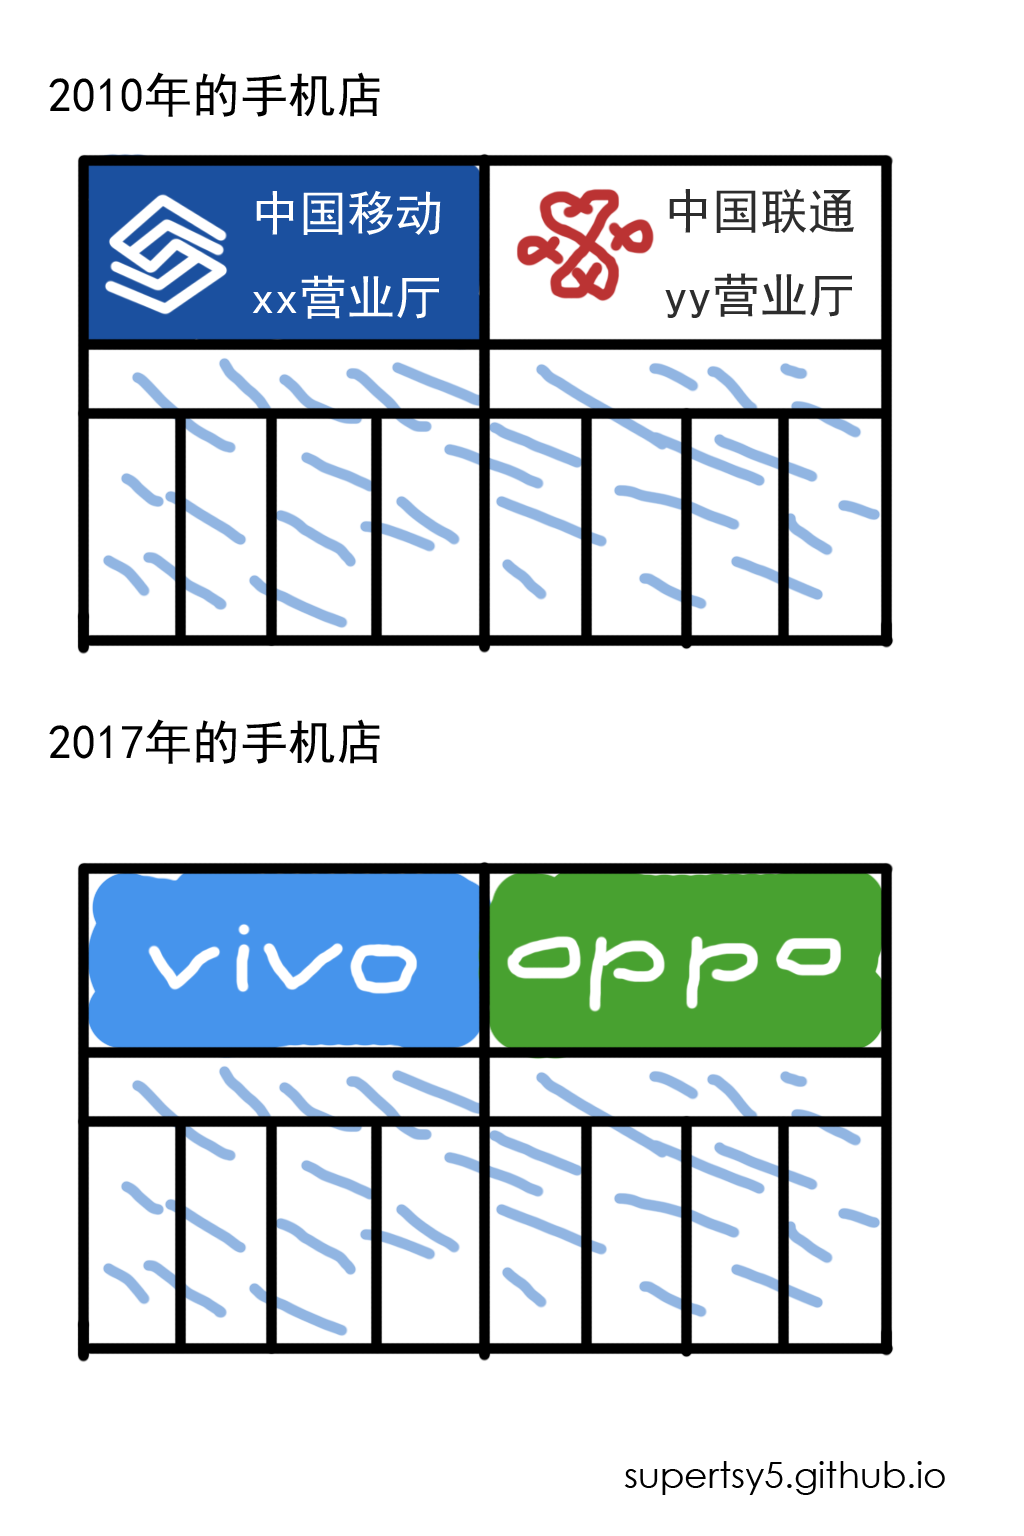 2010年的手机店
中国移动
xx营业厅
中国联通
yy营业厅
2017年的手机店
vivo
oppo
supertsy5.github.io